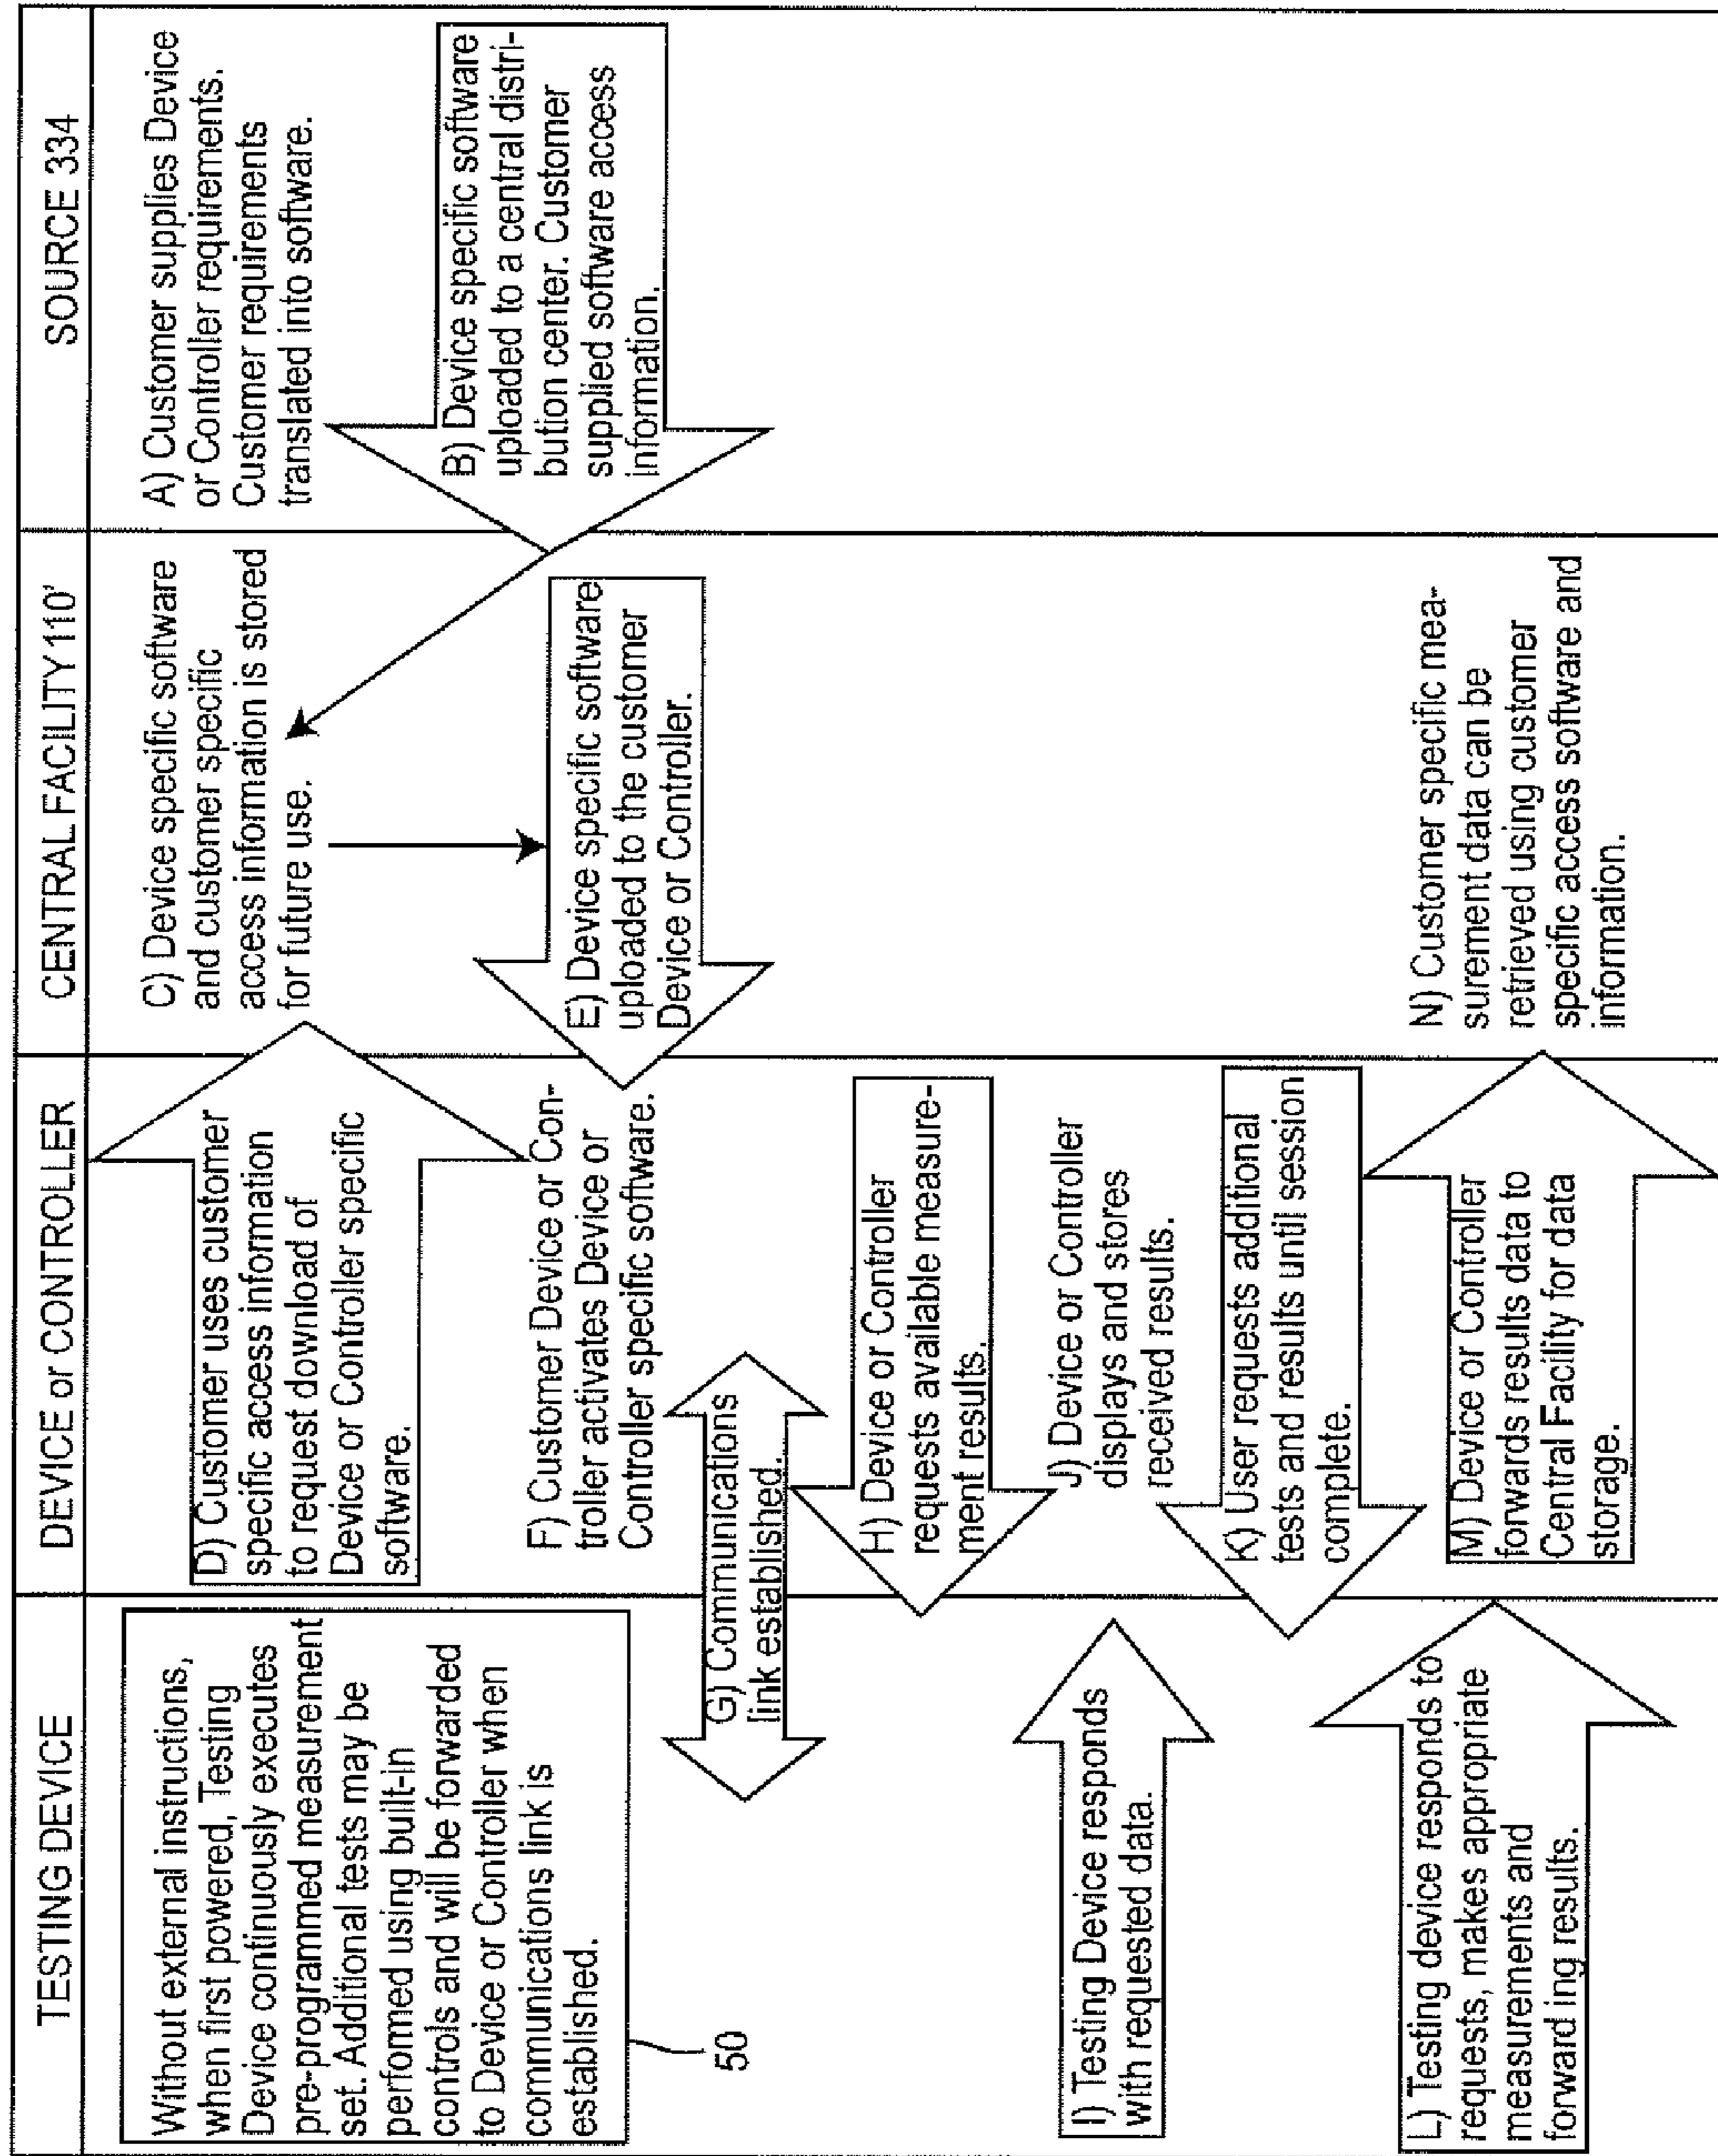 TESTING DEVICE
DEVICE or CONTROLLER
CENTRAL FACILITY 110'
SOURCE 334
Without external instructions,
when first powered, Testing
Device continuously executes
pre-programmed measurement
set. Additional tests may be
performed using built-in
controls and will be forwarded
to Device or Controller when
communications link is
established.
50
G) Communications
link established.
I) Testing Device responds
with requested data.
L) Testing device responds to
requests, makes appropriate
measurements and
forward ing results.
D) Customer uses customer
specific access information
to request download of
Device or Controller specific
software.
F) Customer Device or Con-
troller activates Device or
Controller specific software.
H) Device or Controller
requests available measure-
ment results.
J) Device or Controller
displays and stores
received results.
K) User requests additional
tests and results until session
complete.
M) Device or Controller
forwards results data to
Central Facility for data
storage.
C) Device specific software
and customer specific
access information is stored
for future use.
E) Device specific software
uploaded to the customer
Device or Controller.
N) Customer specific mea-
surement data can be
retrieved using customer
specific access software and
information.
A) Customer supplies Device
or Controller requirements.
Customer requirements
translated into software.
B) Device specific software
uploaded to a central distri-
bution center. Customer
supplied software access
information.